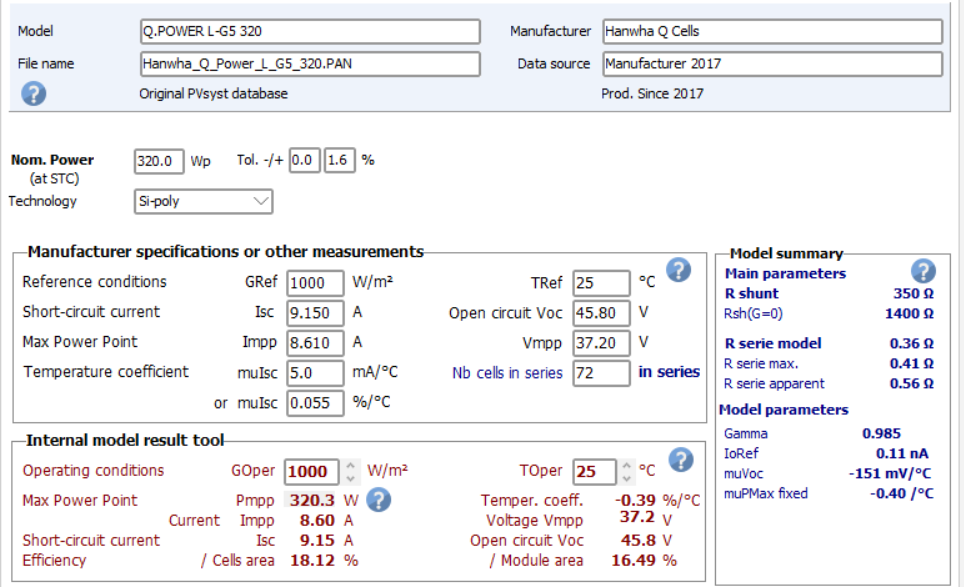 Model Q.POWER L-G5 320 Manufacturer Hanwha Q Cells
File name Hanwha_Q_Power_L_G5_320.PAN Data source Manufacturer 2017
? Original PVsyst database Prod. Since 2017
Nom. Power 320.0 Wp Tol. -/+ 0.0 1.6 %
(at STC)
Technology Si-poly
Manufacturer specifications or other measurements
Reference conditions GRef 1000 W/m² TRef 25 °C ?
Short-circuit current Isc 9.150 A Open circuit Voc 45.80 V
Max Power Point Impp 8.610 A Vmpp 37.20 V
Temperature coefficient muIsc 5.0 mA/°C Nb cells in series 72 in series
or muIsc 0.055 %/°C
Internal model result tool
Operating conditions GOper 1000 W/m² TOper 25 °C ?
Max Power Point Pmpp 320.3 W ? Temper. coeff. -0.39 %/°C
Current Impp 8.60 A Voltage Vmpp 37.2 V
Short-circuit current Isc 9.15 A Open circuit Voc 45.8 V
Efficiency / Cells area 18.12 % / Module area 16.49 %
Model summary
Main parameters ?
R shunt 350 Ω
Rsh(G=0) 1400 Ω
R serie model 0.36 Ω
R serie max. 0.41 Ω
R serie apparent 0.56 Ω
Model parameters
Gamma 0.985
IoRef 0.11 nA
muVoc -151 mV/°C
muPMax fixed -0.40 /°C